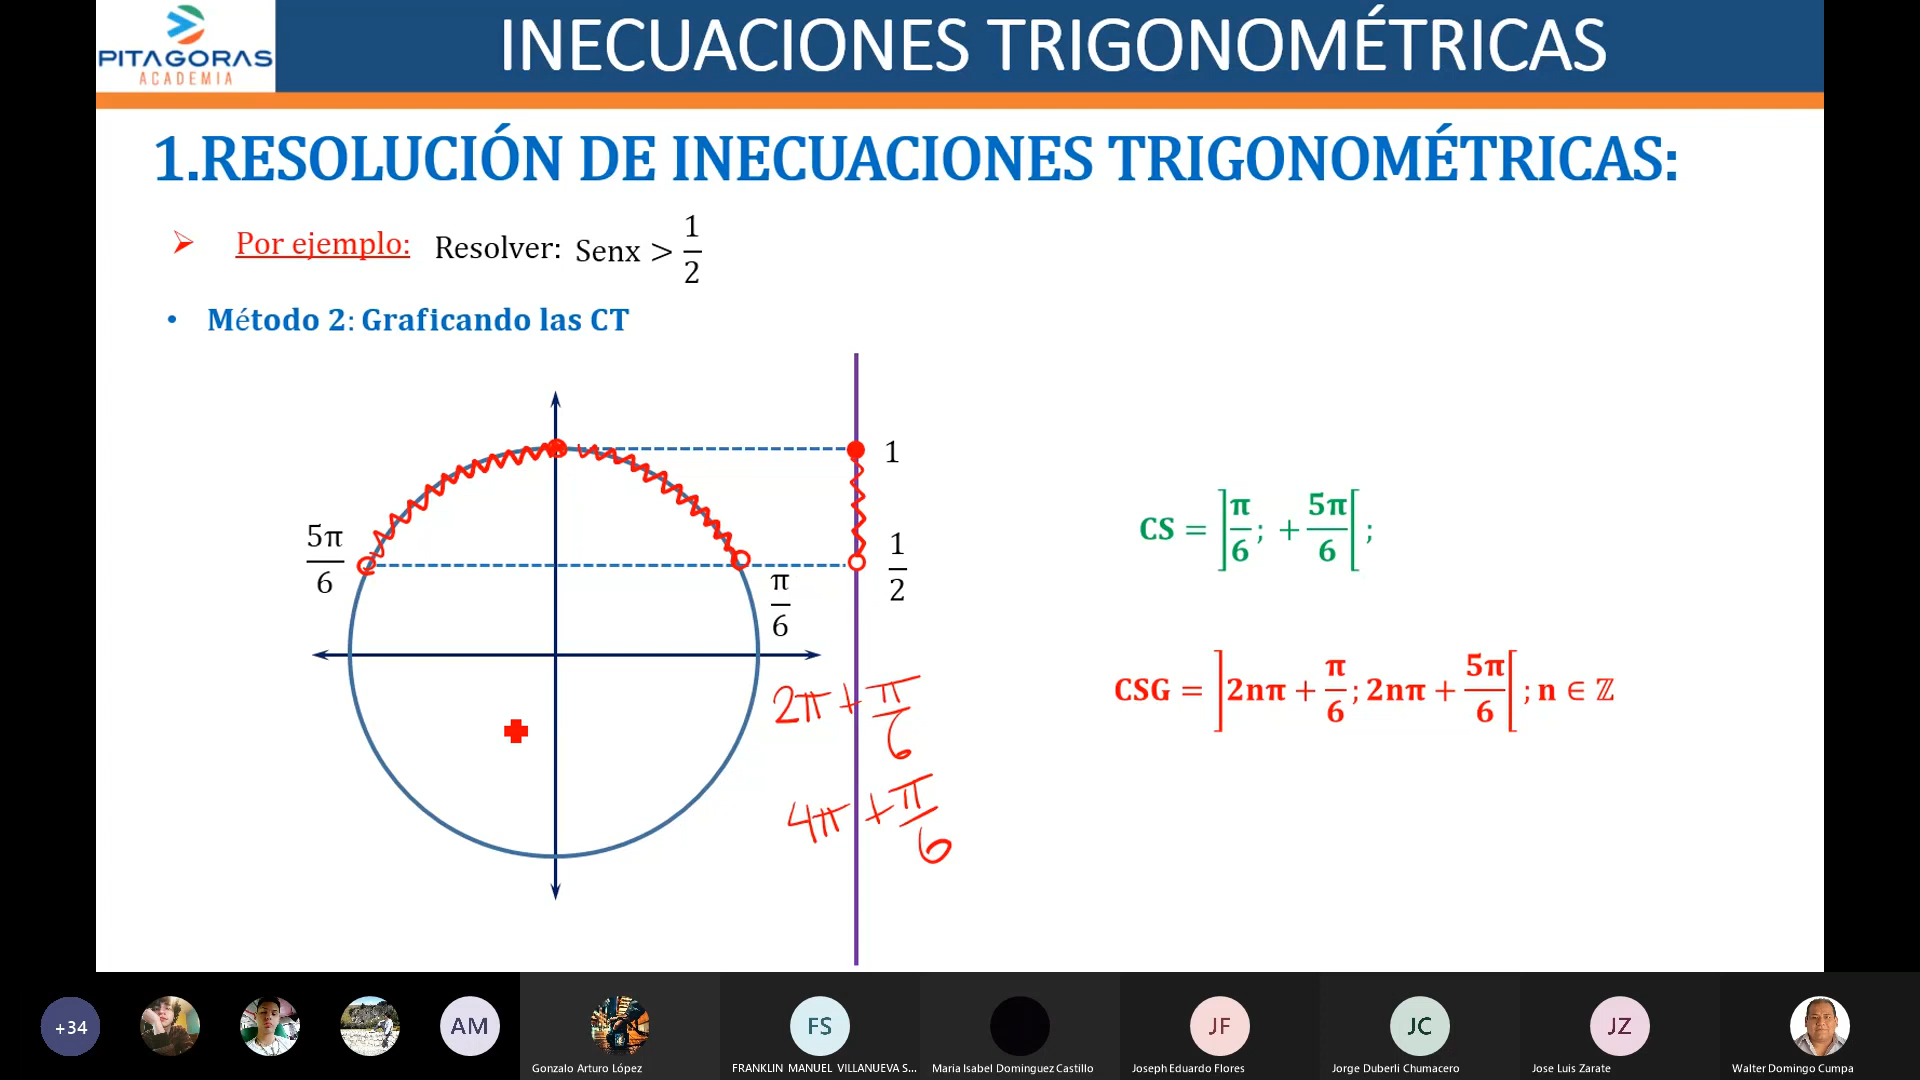 PITAGORAS
ACADEMIA
INECUACIONES TRIGONOMÉTRICAS
1.RESOLUCIÓN DE INECUACIONES TRIGONOMÉTRICAS:
➢ Por ejemplo: Resolver: Senx > 1/2
• Método 2: Graficando las CT
1
5π/6
1/2
π/6
CS = ]π/6; +5π/6[;
2π+π/6
CSG = ]2nπ + π/6; 2nπ + 5π/6[; n ∈ ℤ
4π+π/6
+34
AM
FS
JF
JC
JZ
Gonzalo Arturo López
FRANKLIN MANUEL VILLANUEVA S...
Maria Isabel Dominguez Castillo
Joseph Eduardo Flores
Jorge Duberli Chumacero
Jose Luis Zarate
Walter Domingo Cumpa